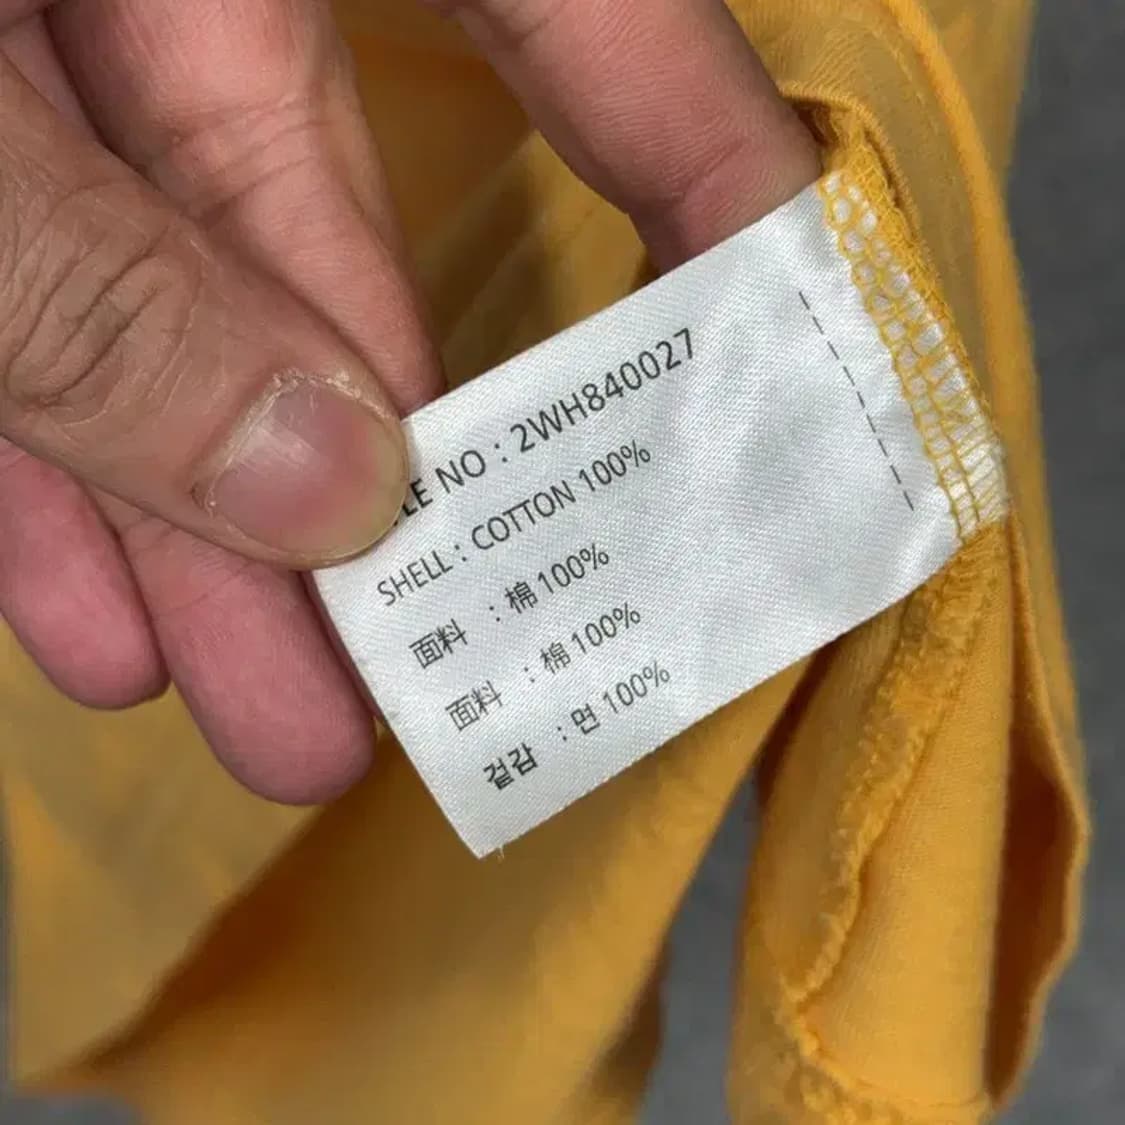 LE NO : 2WH840027
SHELL : COTTON 100%
面料 : 棉 100%
面料 : 棉 100%
겉감 : 면 100%